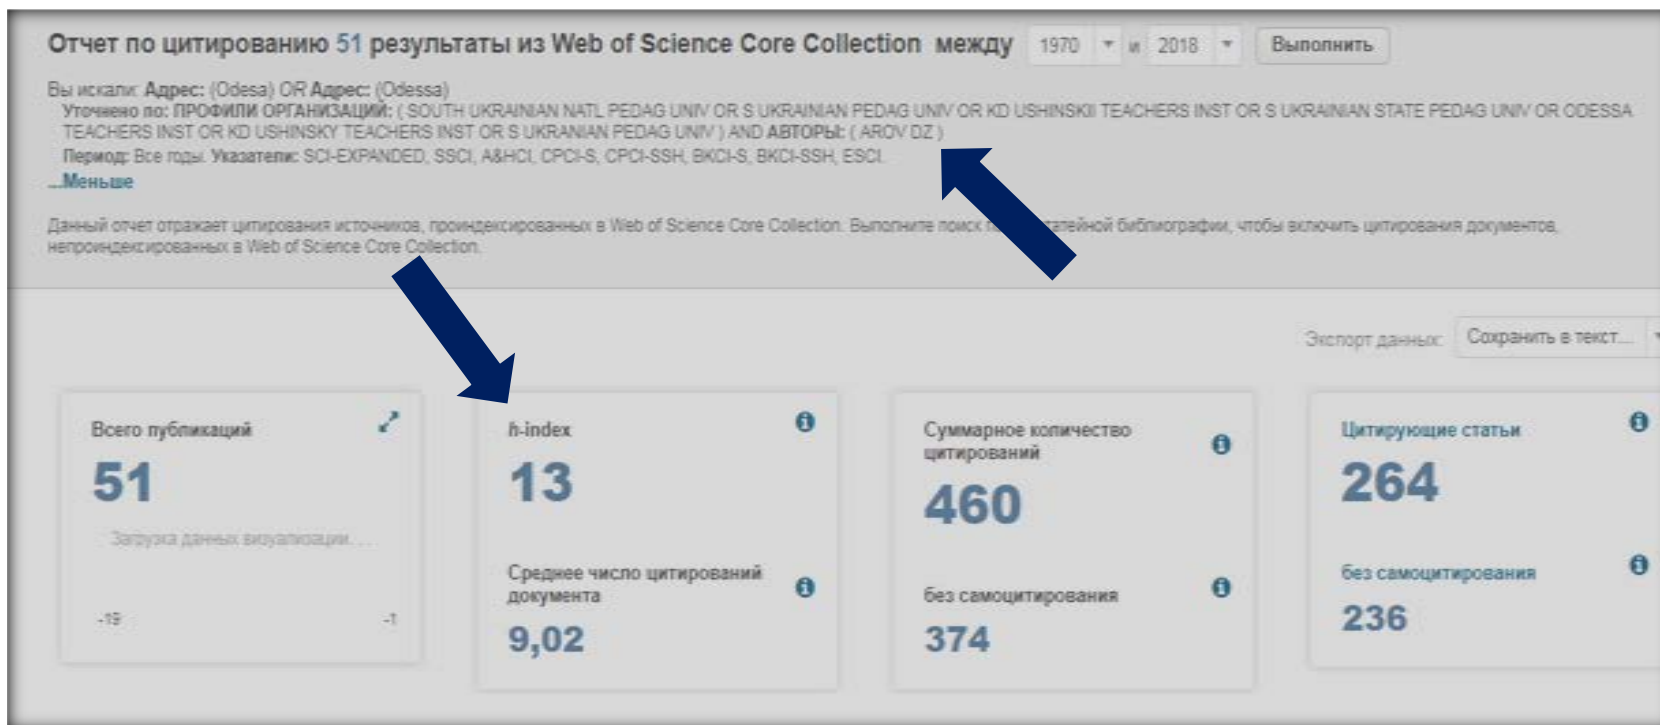 Отчет по цитированию 51 результаты из Web of Science Core Collection между 1970 и 2018 Выполнить
Вы искали: Адрес: (Odesa) OR Адрес: (Odessa)
Уточнено по: ПРОФИЛИ ОРГАНИЗАЦИЙ: ( SOUTH UKRAINIAN NATL PEDAG UNIV OR S UKRAINIAN PEDAG UNIV OR KD USHINSKII TEACHERS INST OR S UKRAINIAN STATE PEDAG UNIV OR ODESSA
TEACHERS INST OR KD USHINSKY TEACHERS INST OR S UKRANIAN PEDAG UNIV ) AND АВТОРЫ: ( AROV DZ )
Период: Все годы. Указатели: SCI-EXPANDED, SSCI, A&HCI, CPCI-S, CPCI-SSH, BKCI-S, BKCI-SSH, ESCI.
...Меньше
Данный отчет отражает цитирования источников, проиндексированных в Web of Science Core Collection. Выполните поиск татейной библиографии, чтобы включить цитирования документов,
непроиндексированных в Web of Science Core Collection.
Экспорт данных: Сохранить в текст...
Всего публикаций
51
Загрузка данных визуализации. ...
-19 -1
h-index
13
Среднее число цитирований
документа
9,02
Суммарное количество
цитирований
460
без самоцитирования
374
Цитирующие статьи
264
без самоцитирования
236